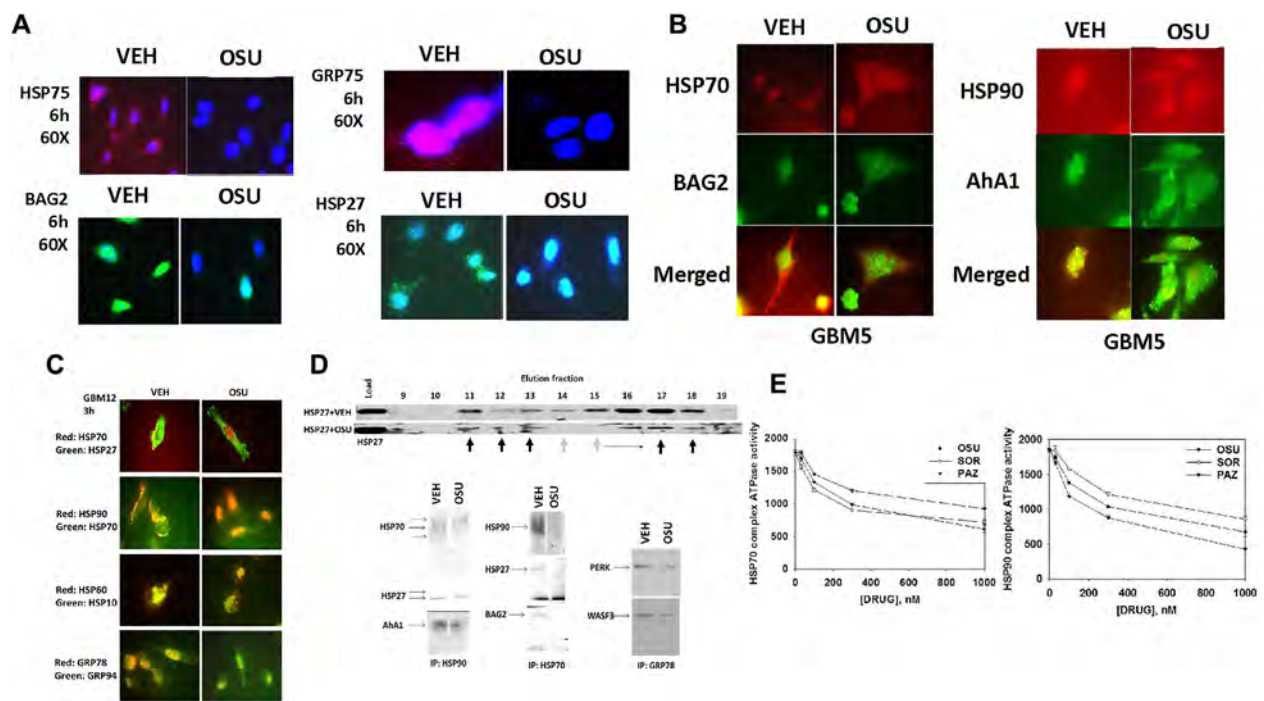 A
VEH OSU
HSP75
6h
60X
GRP75
6h
60X
VEH OSU
BAG2
6h
60X
VEH OSU
HSP27
6h
60X
B
VEH OSU
HSP70
BAG2
Merged
GBM5
VEH OSU
HSP90
AhA1
Merged
GBM5
C
VEH OSU
GBM12
3h
Red: HSP70
Green: HSP27
Red: HSP90
Green: HSP70
Red: HSP60
Green: HSP10
Red: GRP78
Green: GRP94
D
Elution fraction
Load 9 10 11 12 13 14 15 16 17 18 19
HSP27+VEH
HSP27+OSU
HSP27
VEH OSU
HSP70
HSP27
AhA1
IP: HSP90
VEH OSU
HSP90
HSP27
BAG2
IP: HSP70
VEH OSU
PERK
WASF3
IP: GRP78
E
HSP70 complex ATPase activity
2000
1500
1000
500
0
OSU
SOR
PAZ
0 200 400 600 800 1000
[DRUG], nM
HSP90 complex ATPase activity
2000
1500
1000
500
0
OSU
SOR
PAZ
0 200 400 600 800 1000
[DRUG], nM